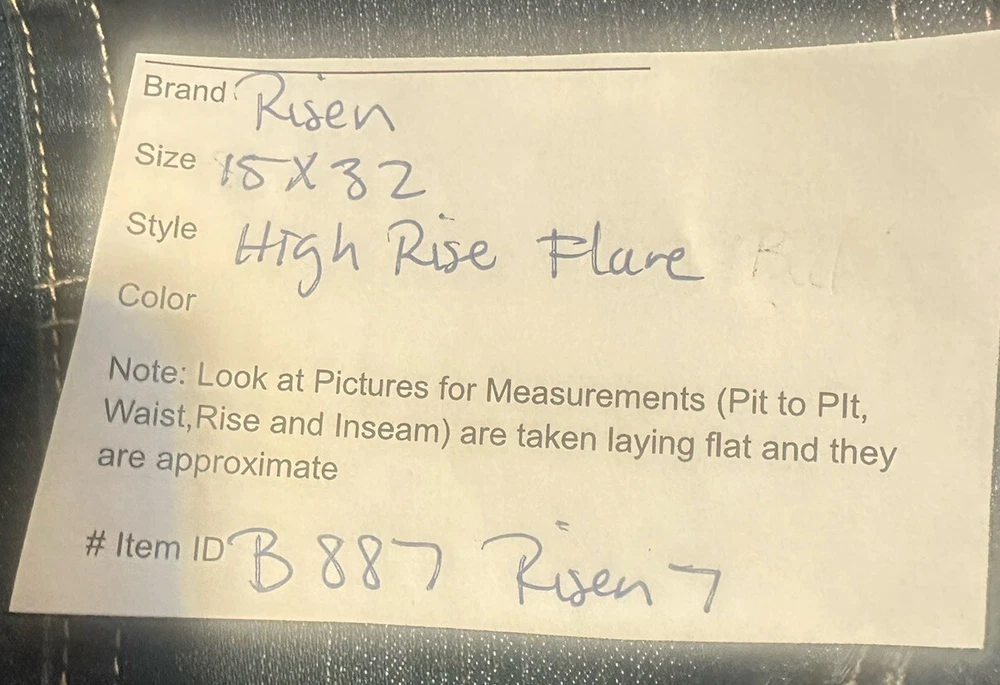 Brand: Risen
Size 15X32
Style High Rise Flare
Color
Note: Look at Pictures for Measurements (Pit to PIt,
Waist,Rise and Inseam) are taken laying flat and they
are approximate
# Item ID B 887 Risen 7